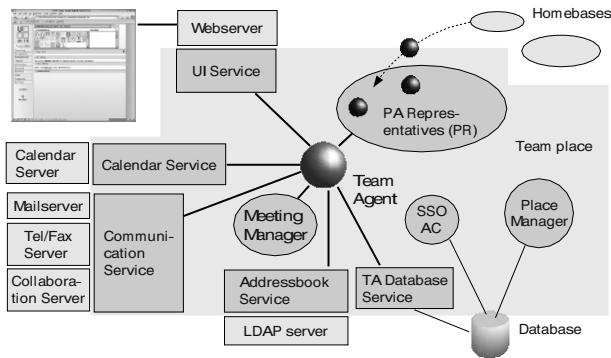 Webserver
Homebases
UI Service
PA Repres-
entatives (PR)
Team place
Calendar
Server
Calendar Service
Team
Agent
Mailserver
Tel/Fax
Server
Collabora-
tion Server
Communi-
cation
Service
Meeting
Manager
SSO
AC
Place
Manager
Addressbook
Service
TA Database
Service
LDAP server
Database